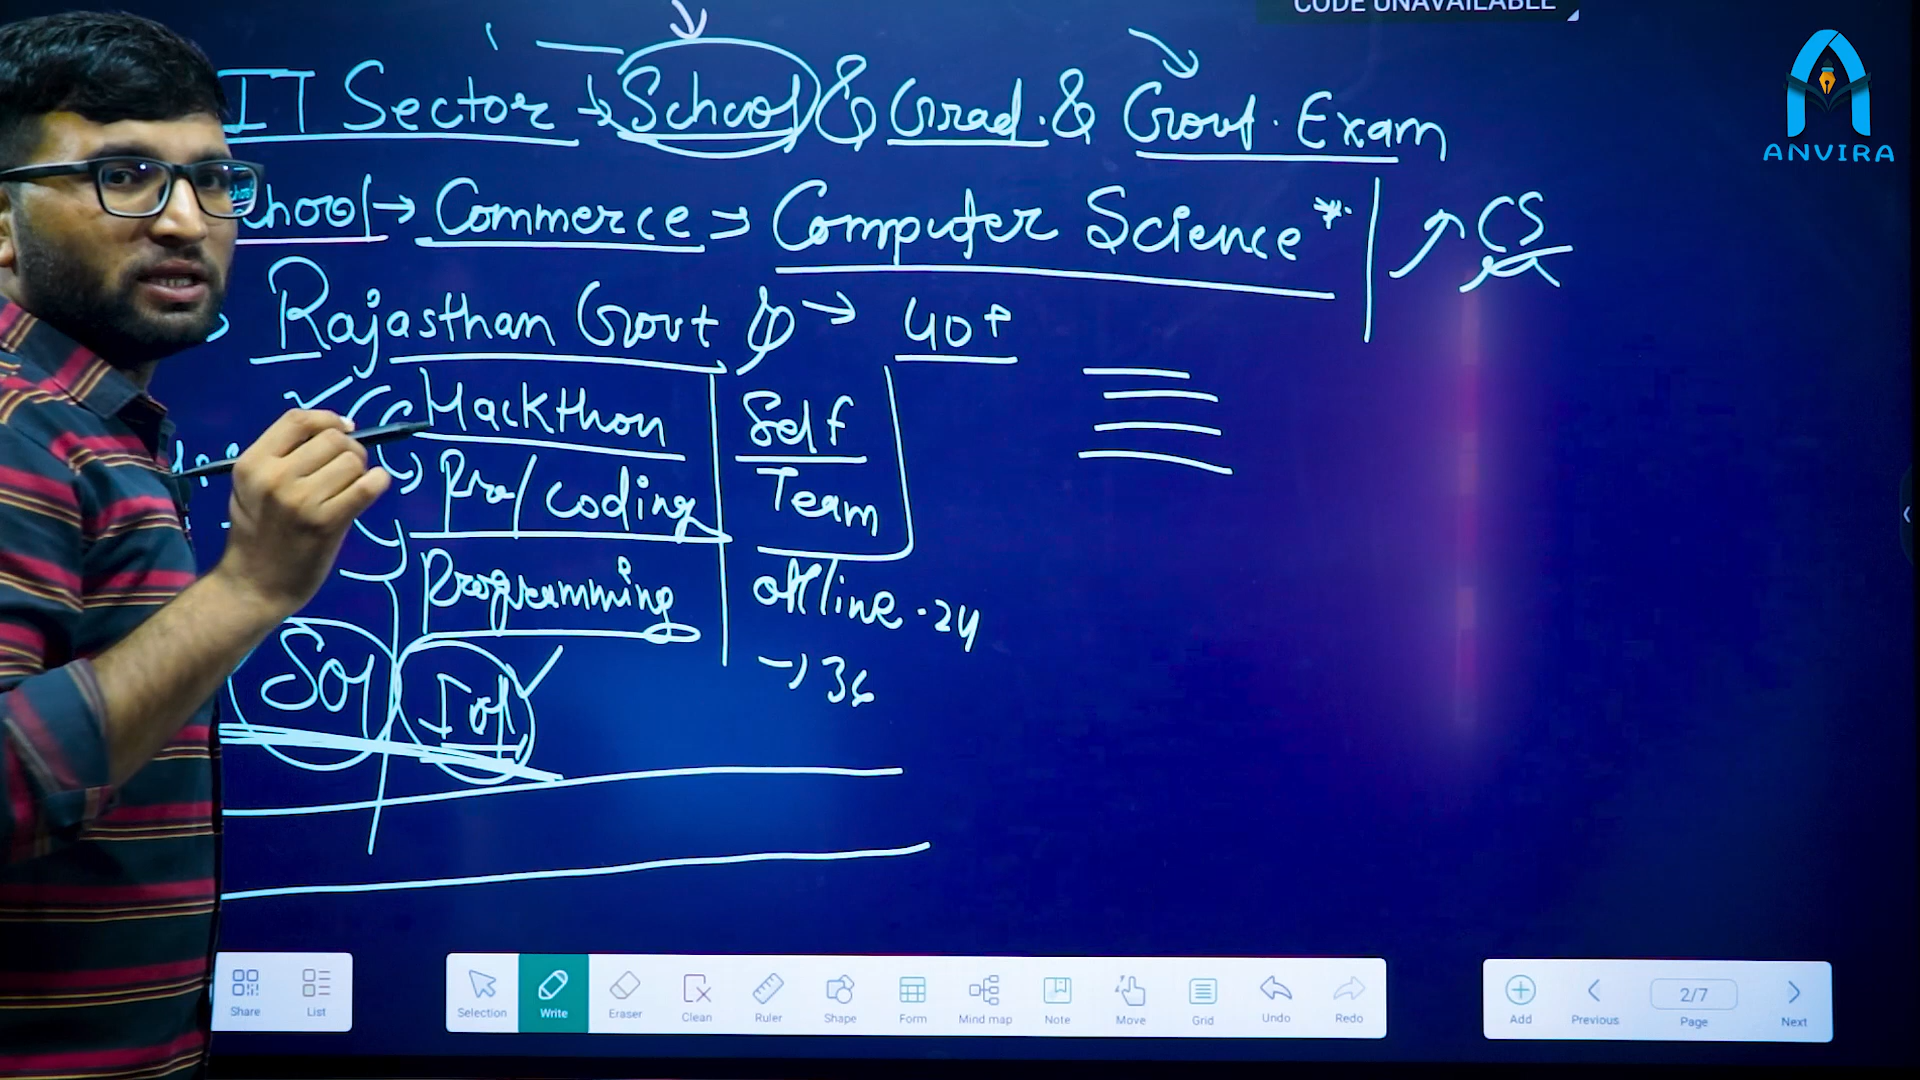 CODE UNAVAILABLE
ANVIRA
IT Sector → School & Grad. & Govt. Exam
School → Commerce → Computer Science * | CS
Rajasthan Govt → 40+
Hackthon Self
Pro/coding Team
Programming offline · 24
→ 36
Share List
Selection Write Eraser Clean Ruler Shape Form Mind map Note Move Grid Undo Redo
Add Previous 2/7 Page Next